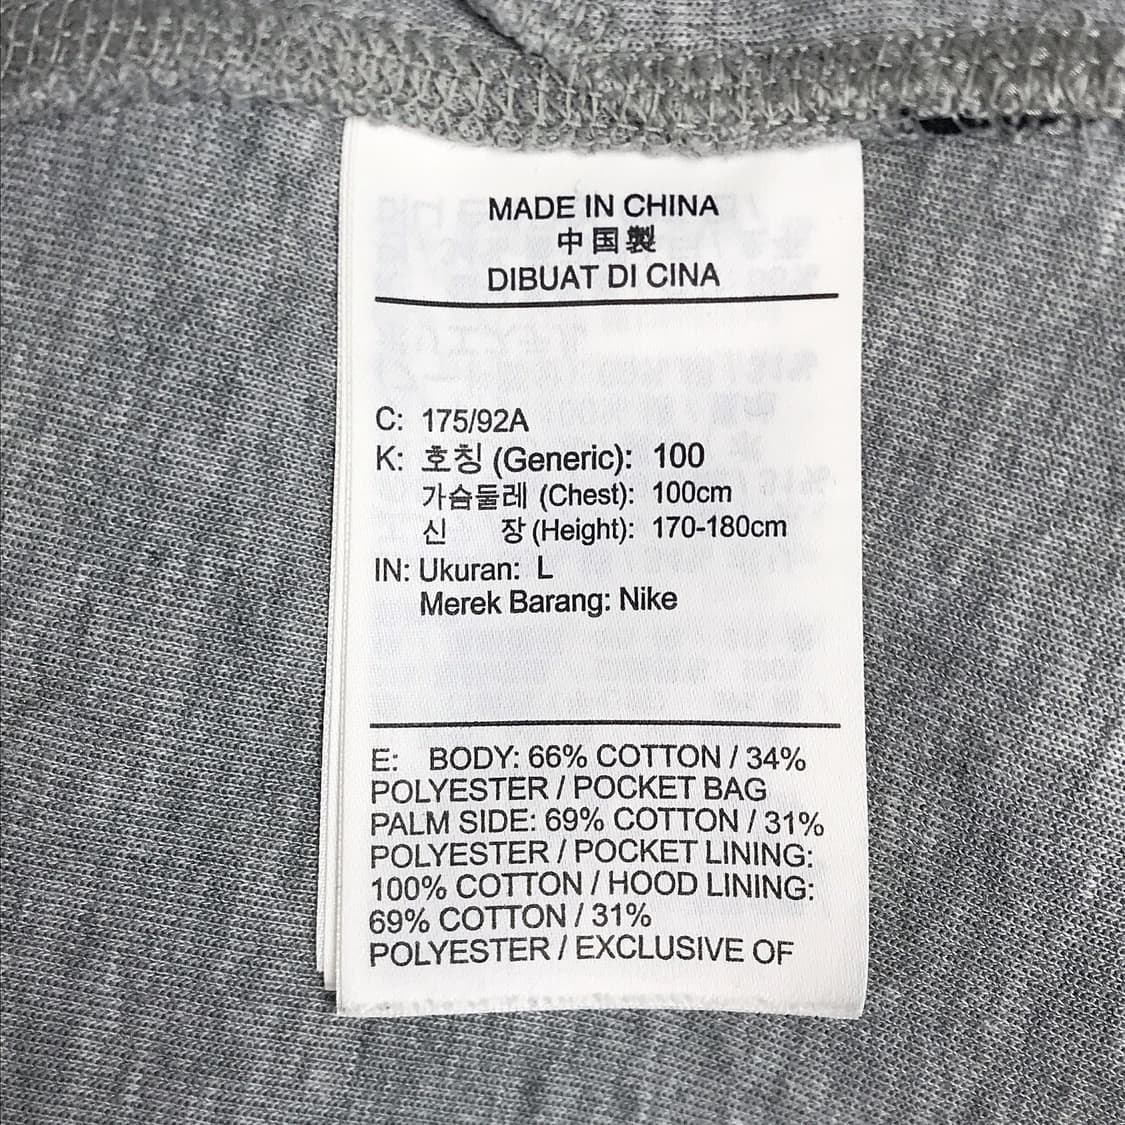 MADE IN CHINA
中国製
DIBUAT DI CINA
C: 175/92A
K: 호칭 (Generic): 100
가슴둘레 (Chest): 100cm
신 장 (Height): 170-180cm
IN: Ukuran: L
Merek Barang: Nike
E: BODY: 66% COTTON / 34%
POLYESTER / POCKET BAG
PALM SIDE: 69% COTTON / 31%
POLYESTER / POCKET LINING:
100% COTTON / HOOD LINING:
69% COTTON / 31%
POLYESTER / EXCLUSIVE OF